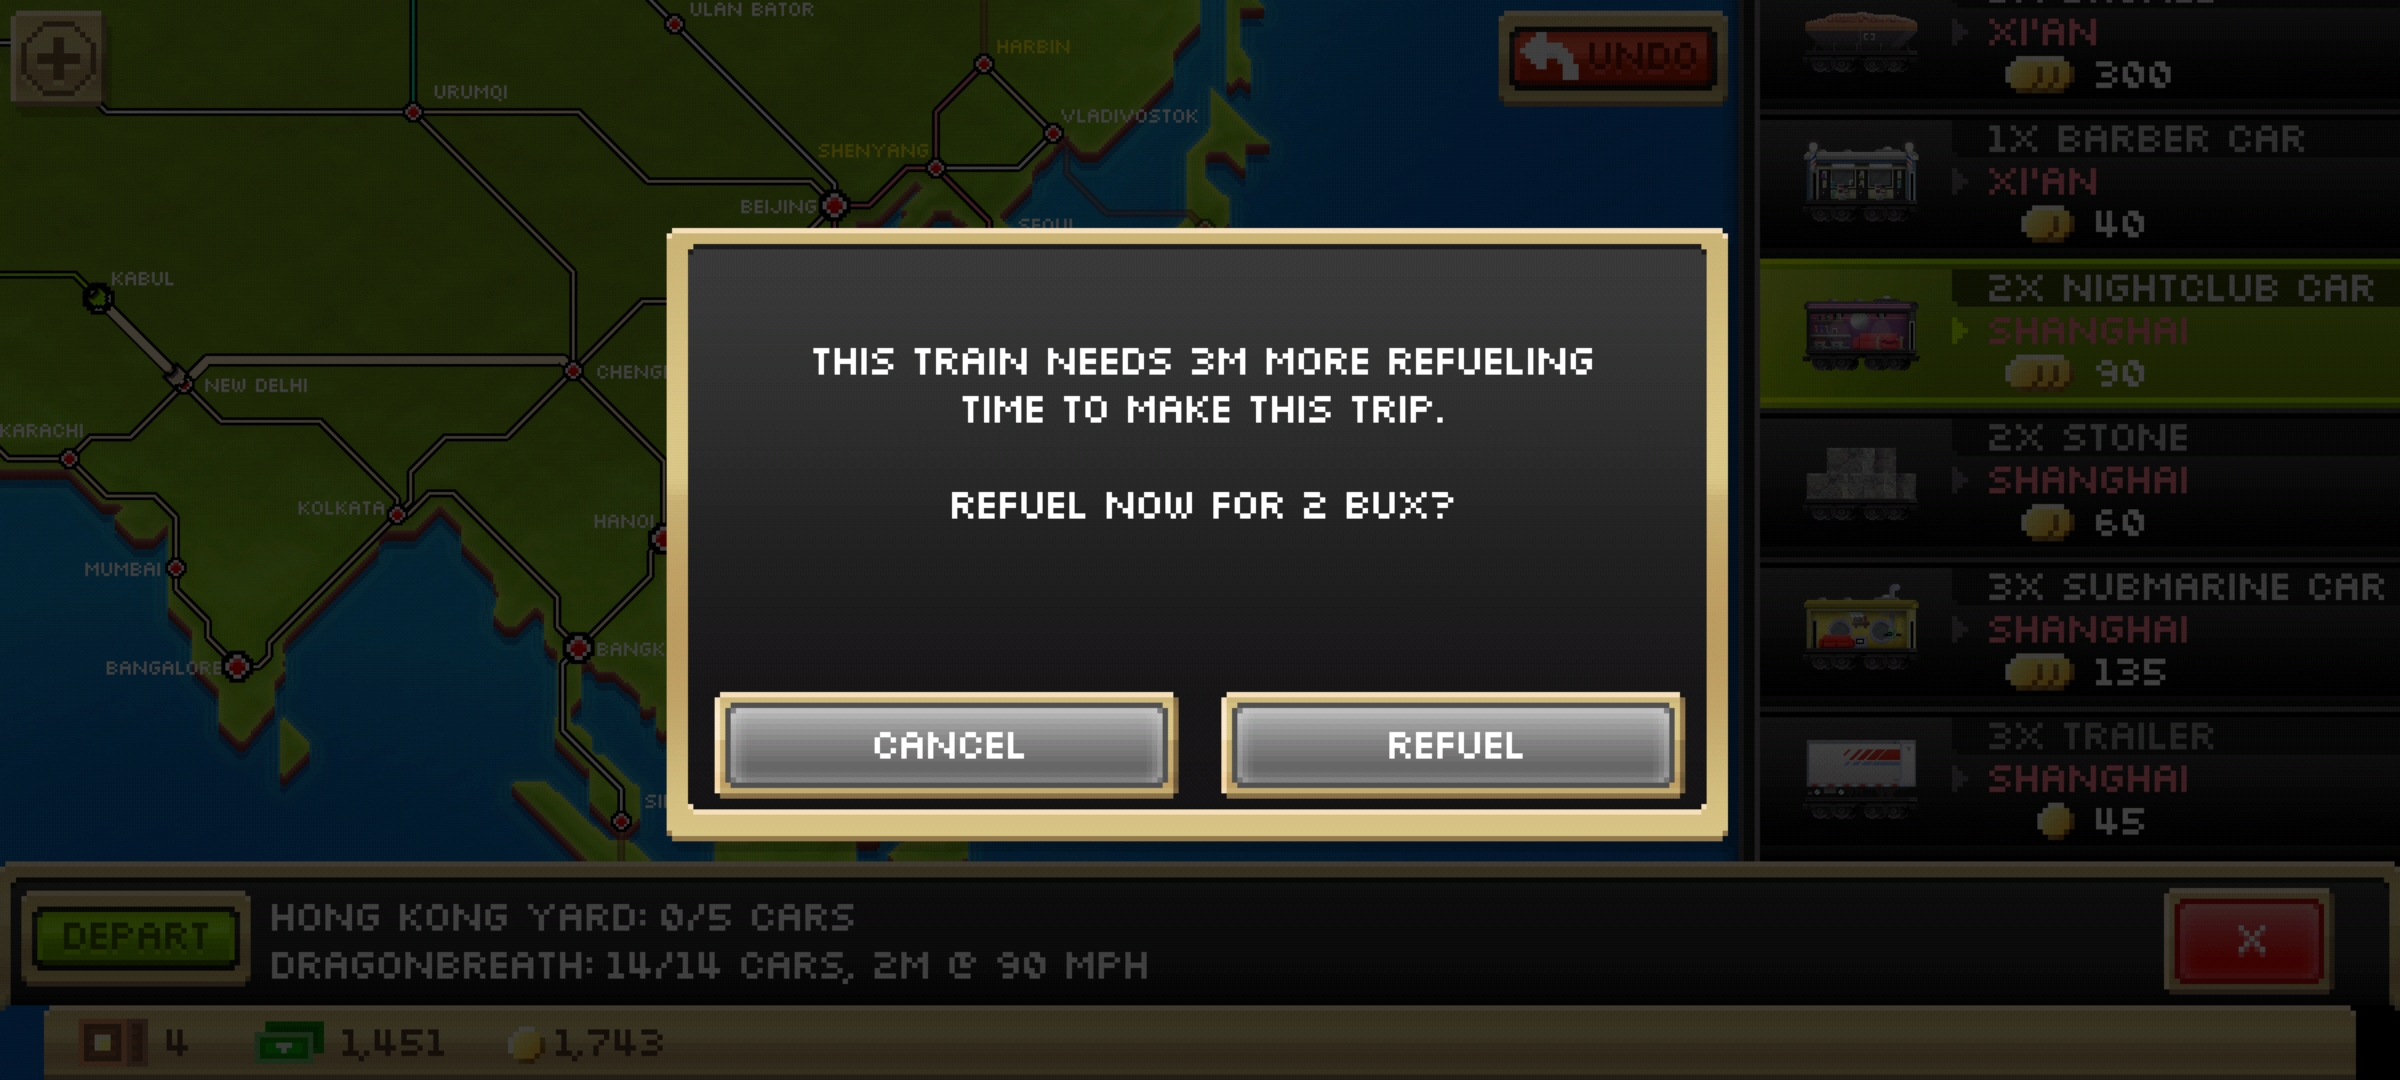 ULAN BATOR
HARBIN
URUMQI
VLADIVOSTOK
SHENYANG
BEIJING
SEOUL
KABUL
NEW DELHI
KARACHI
KOLKATA
HANOI
MUMBAI
BANGALORE
UNDO
THIS TRAIN NEEDS 3M MORE REFUELING
TIME TO MAKE THIS TRIP.
REFUEL NOW FOR 2 BUX?
CANCEL
REFUEL
XI'AN
300
1X BARBER CAR
XI'AN
40
2X NIGHTCLUB CAR
SHANGHAI
90
2X STONE
SHANGHAI
60
3X SUBMARINE CAR
SHANGHAI
135
3X TRAILER
SHANGHAI
45
DEPART
HONG KONG YARD: 0/5 CARS
DRAGONBREATH: 14/14 CARS, 2M @ 90 MPH
X
4
1,451
1,743